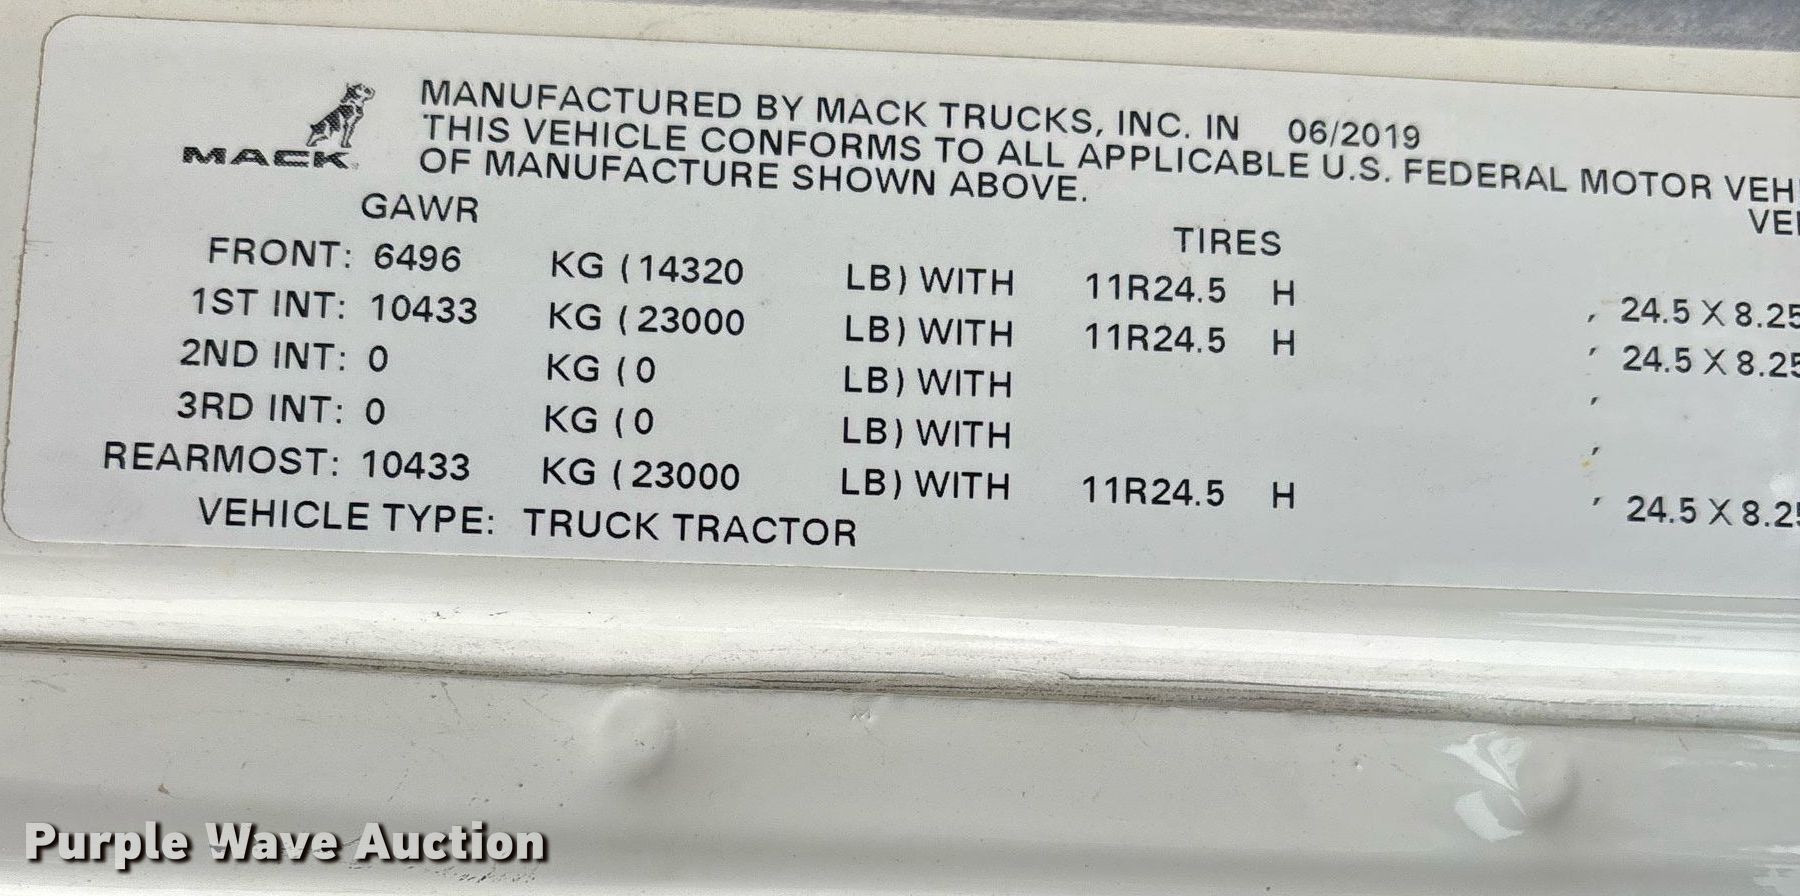 MACK
MANUFACTURED BY MACK TRUCKS, INC. IN 06/2019
THIS VEHICLE CONFORMS TO ALL APPLICABLE U.S. FEDERAL MOTOR
OF MANUFACTURE SHOWN ABOVE.
GAWR TIRES
FRONT: 6496 KG (14320 LB) WITH 11R24.5 H , 24.5 X 8.25
1ST INT: 10433 KG (23000 LB) WITH 11R24.5 H , 24.5 X 8.25
2ND INT: 0 KG (0 LB) WITH ,
3RD INT: 0 KG (0 LB) WITH ,
REARMOST: 10433 KG (23000 LB) WITH 11R24.5 H , 24.5 X 8.25
VEHICLE TYPE: TRUCK TRACTOR
Purple Wave Auction